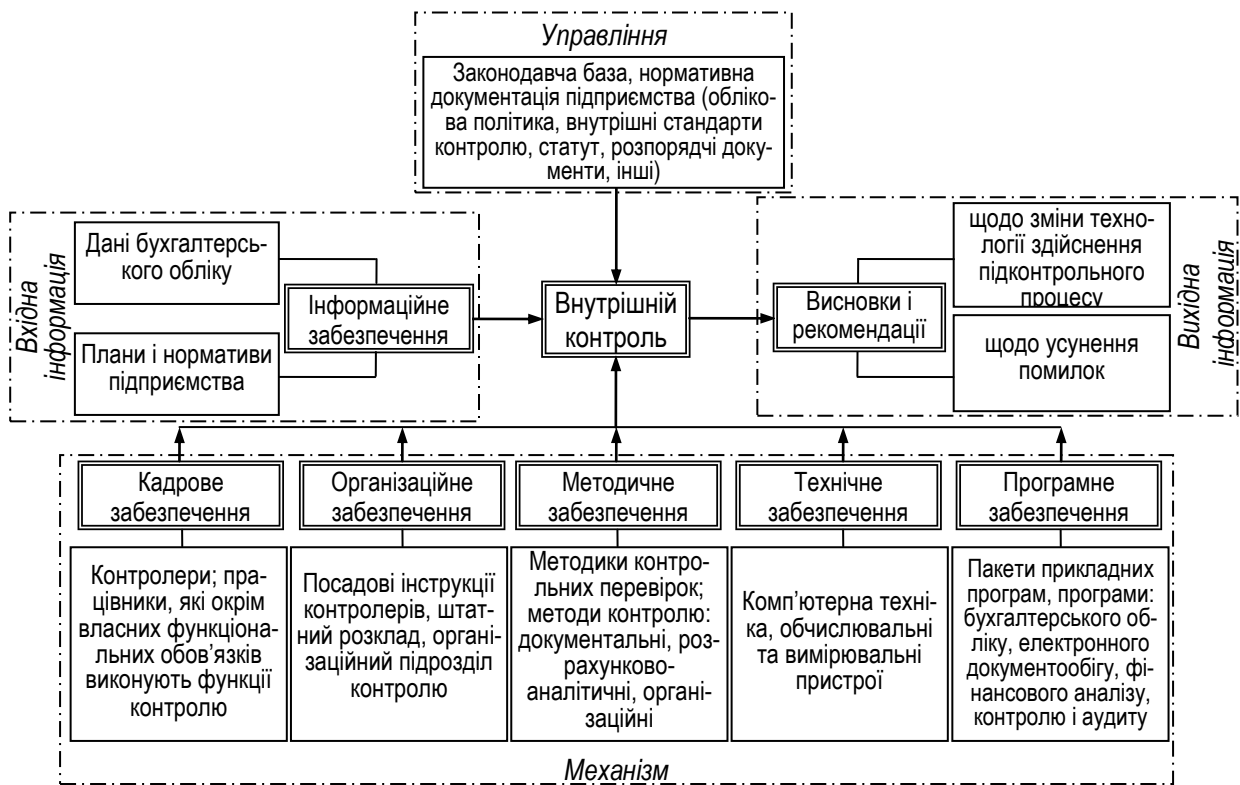 Управління
Законодавча база, нормативна
документація підприємства (обліко-
ва політика, внутрішні стандарти
контролю, статут, розпорядчі доку-
менти, інші)
Вхідна
інформація
Дані бухгалтерсь-
кого обліку
Плани і нормативи
підприємства
Інформаційне
забезпечення
Внутрішній
контроль
Висновки і
рекомендації
щодо зміни техно-
логії здійснення
підконтрольного
процесу
щодо усунення
помилок
Вихідна
інформація
Кадрове
забезпечення
Організаційне
забезпечення
Методичне
забезпечення
Технічне
забезпечення
Програмне
забезпечення
Контролери; пра-
цівники, які окрім
власних функціо-
нальних обов’язків
виконують функції
контролю
Посадові інструкції
контролерів, штат-
ний розклад, органі-
заційний підрозділ
контролю
Методики контро-
льних перевірок;
методи контролю:
документальні, роз-
рахунково-
аналітичні, органі-
заційні
Комп’ютерна техні-
ка, обчислювальні
та вимірювальні
пристрої
Пакети прикладних
програм, програми:
бухгалтерського об-
ліку, електронного
документообігу, фі-
нансового аналізу,
контролю і аудиту
Механізм